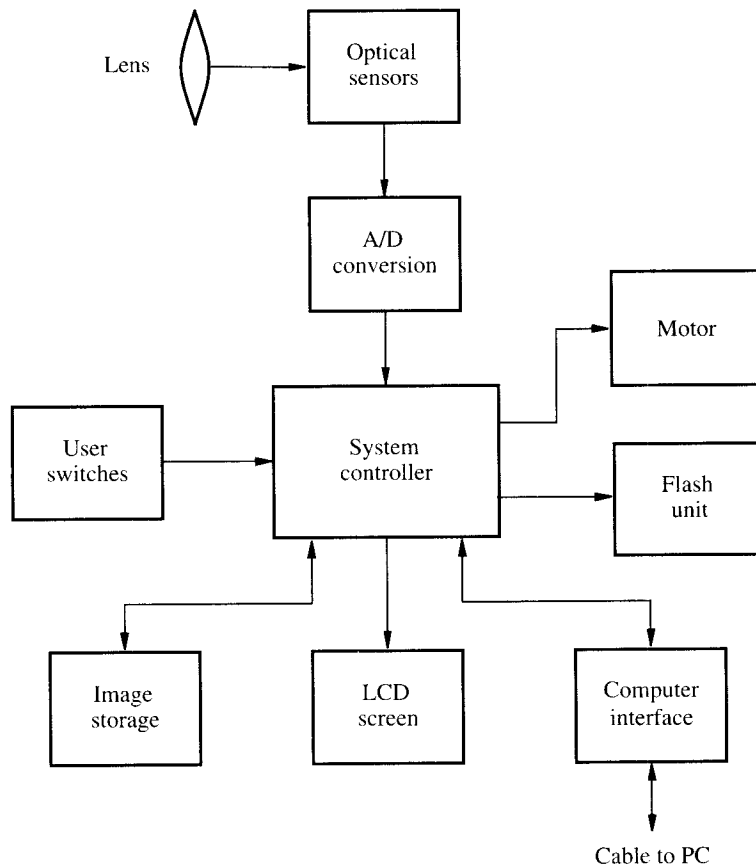 Lens
Optical
sensors
A/D
conversion
Motor
User
switches
System
controller
Flash
unit
Image
storage
LCD
screen
Computer
interface
Cable to PC